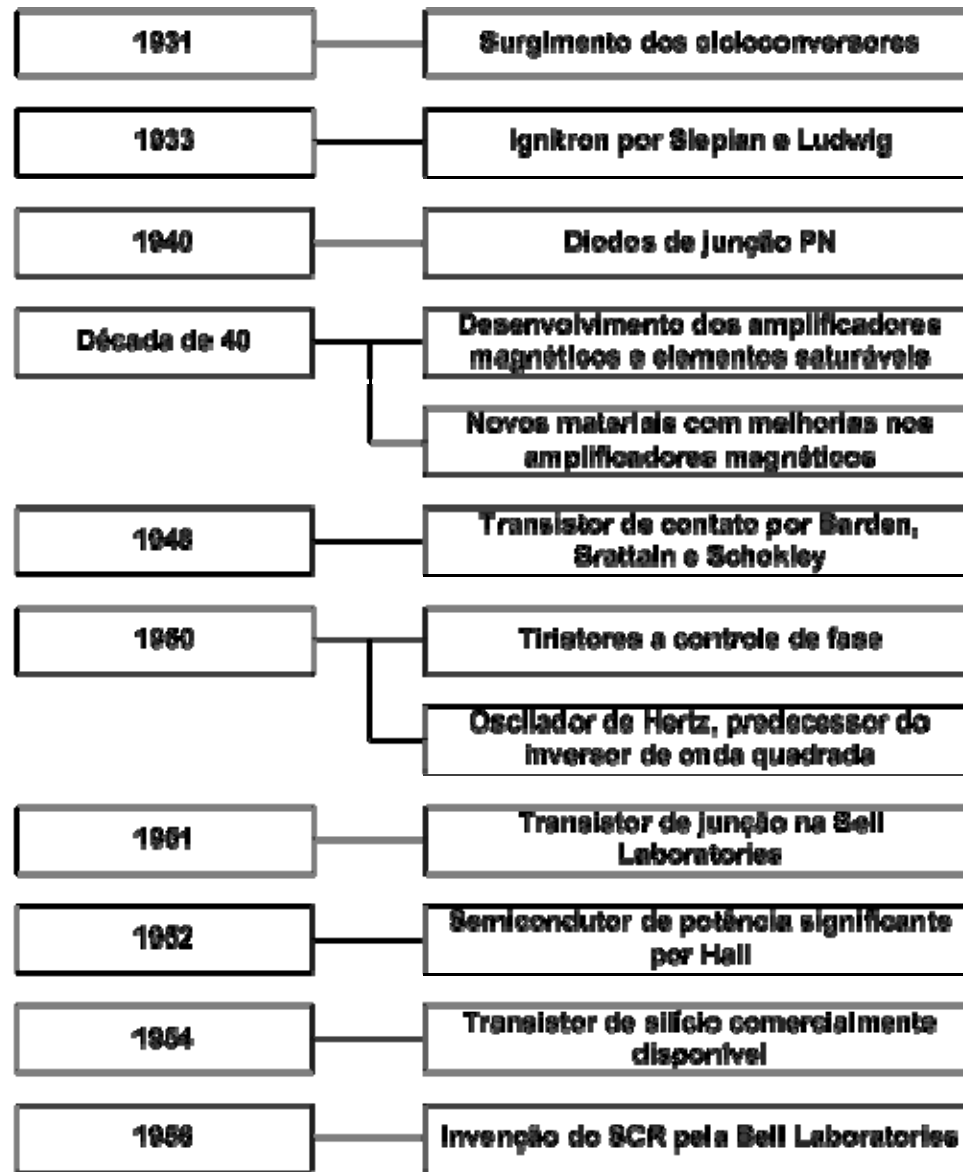 1931
Surgimento dos cicloconversores
1933
Ignitron por Slepian e Ludwig
1940
Diodos de junção PN
Década de 40
Desenvolvimento dos amplificadores
magnéticos e elementos saturáveis
Novos materiais com melhorias nos
amplificadores magnéticos
1948
Transistor de contato por Barden,
Brattain e Schokley
1950
Tiristores a controle de fase
Oscilador de Hertz, predecessor do
inversor de onda quadrada
1951
Transistor de junção na Bell
Laboratories
1952
Semicondutor de potência significante
por Hall
1954
Transistor de silício comercialmente
disponível
Invenção do SCR pela Bell Laboratories